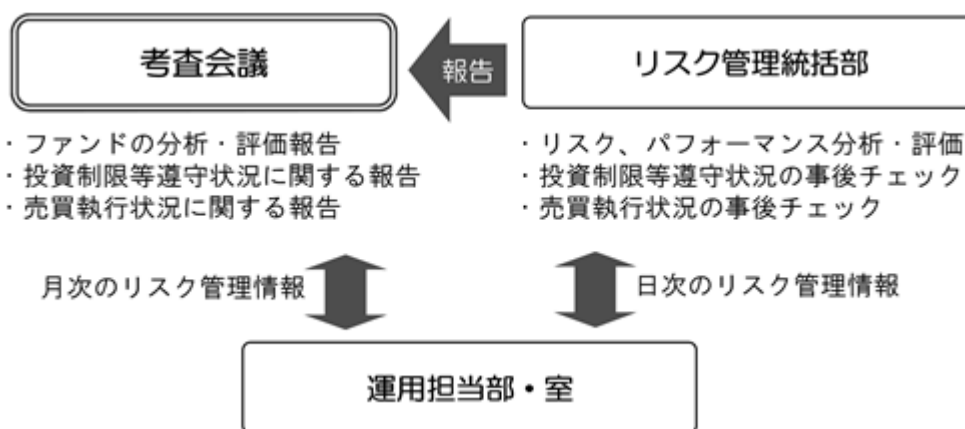 考査会議
報告
リスク管理統括部
・ファンドの分析・評価報告
・投資制限等遵守状況に関する報告
・売買執行状況に関する報告
・リスク、パフォーマンス分析・評価
・投資制限等遵守状況の事後チェック
・売買執行状況の事後チェック
月次のリスク管理情報
日次のリスク管理情報
運用担当部・室